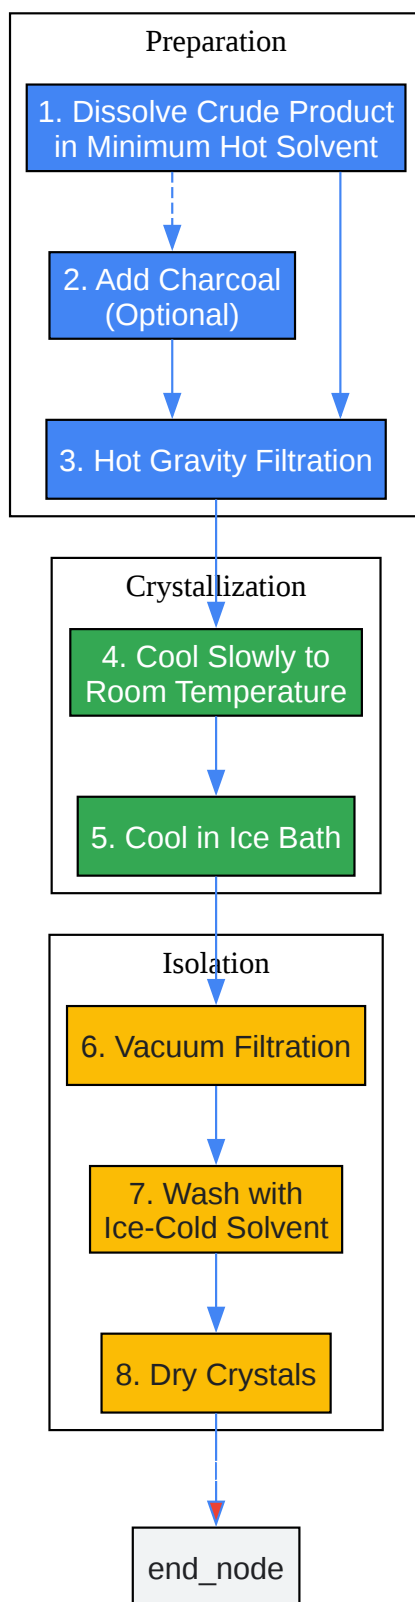 Preparation
1. Dissolve Crude Product
in Minimum Hot Solvent
2. Add Charcoal
(Optional)
3. Hot Gravity Filtration
Crystallization
4. Cool Slowly to
Room Temperature
5. Cool in Ice Bath
Isolation
6. Vacuum Filtration
7. Wash with
Ice-Cold Solvent
8. Dry Crystals
end_node